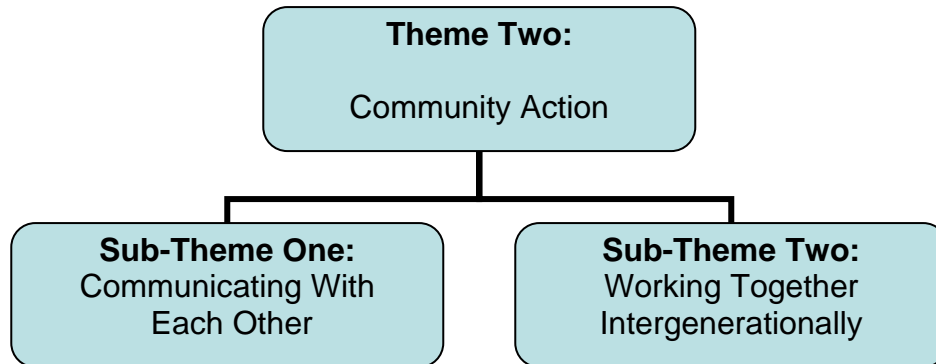 Theme Two:
Community Action
Sub-Theme One:
Communicating With
Each Other
Sub-Theme Two:
Working Together
Intergenerationally